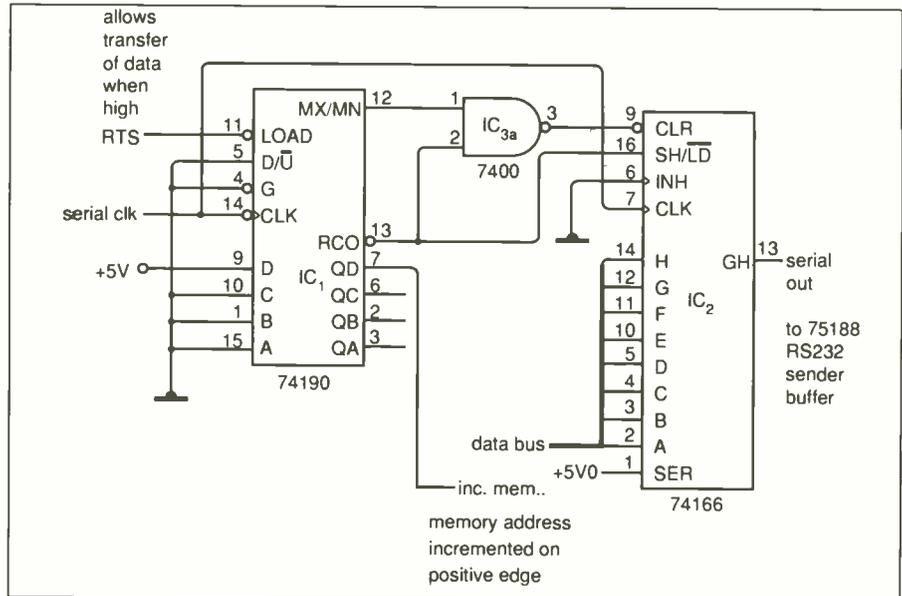 allows
transfer
of data
when
high
RTS
11
LOAD
5
D/U̅
4
G
serial clk
14
CLK
+5V
9
D
10
C
1
B
15
A
MX/MN
12
RCO
13
QD
7
IC1
QC
6
QB
2
QA
3
74190
1
2
IC3a
3
7400
9
CLR
16
SH/L̅D̅
6
INH
7
CLK
14
H
12
G
11
F
10
E
5
D
4
C
3
B
2
A
1
SER
GH
13
IC2
74166
serial
out
to 75188
RS232
sender
buffer
data bus
+5V0
inc. mem..
memory address
incremented on
positive edge